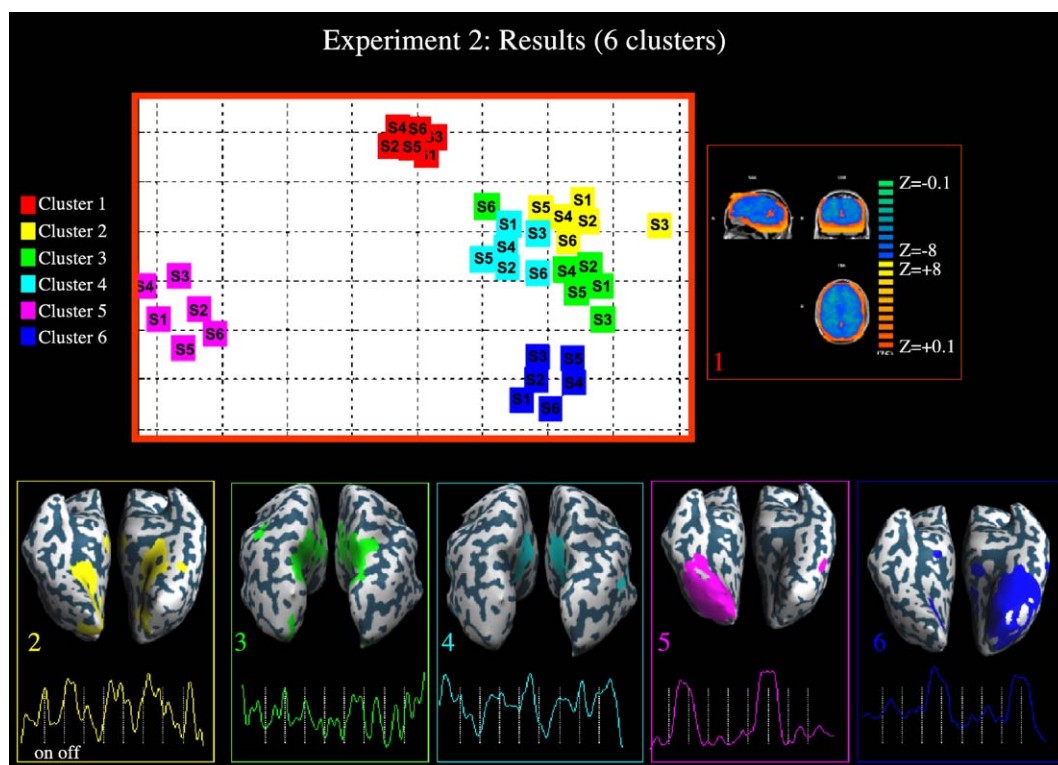 Experiment 2: Results (6 clusters)
S4 S6 S3
S2 S5 S1
S6 S5 S1
S1 S4 S2 S3
S3
S4 S6
S5 S2 S6 S4 S2
S5 S1
S3
S4 S3
S1 S2
S5 S6
S3 S5
S2 S4
S1 S6
Cluster 1
Cluster 2
Cluster 3
Cluster 4
Cluster 5
Cluster 6
Z=-0.1
Z=-8
Z=+8
Z=+0.1
1
2
3
4
5
6
on off